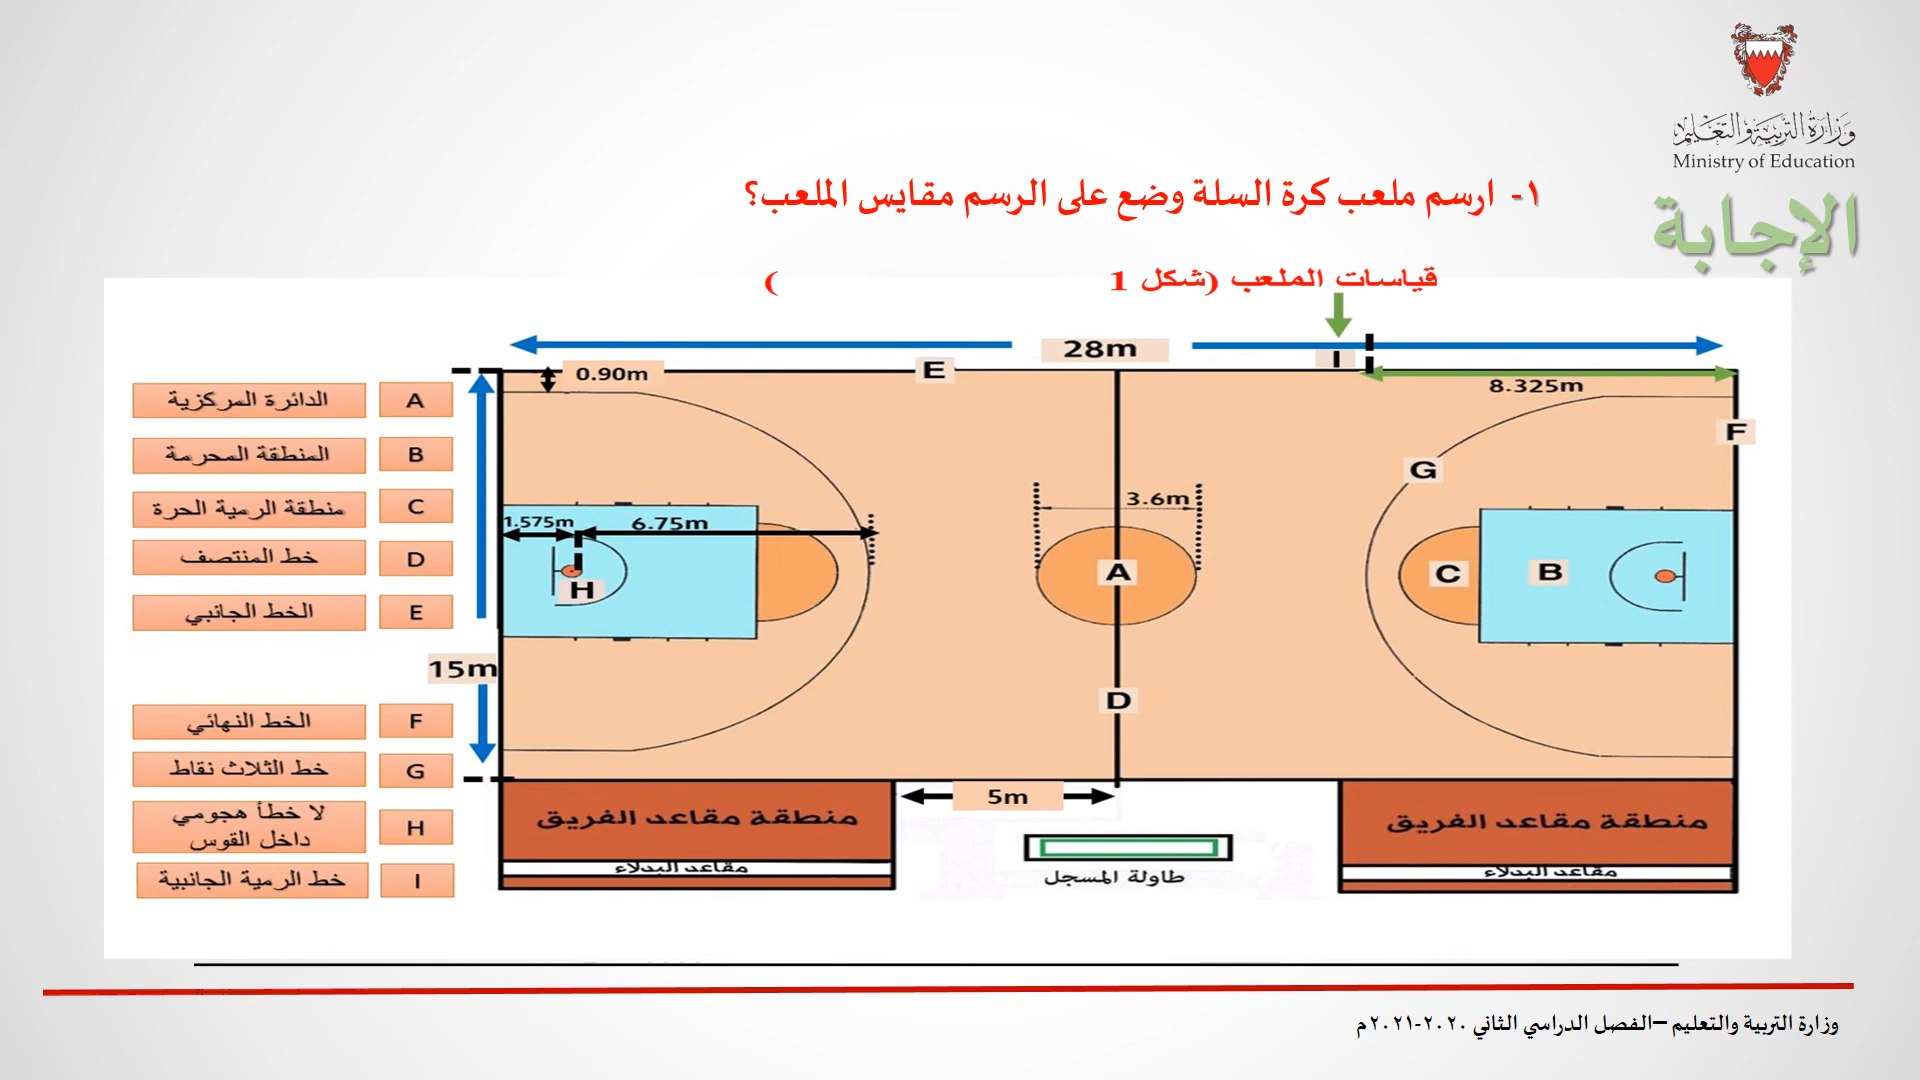 وزارة التربية والتعليم
Ministry of Education
الإجابة
١- ارسم ملعب كرة السلة وضع على الرسم مقايس الملعب؟
قياسات الملعب (شكل 1 )
28m
I
E
0.90m
8.325m
F
G
3.6m
1.575m
6.75m
A
C
B
H
15m
D
5m
A الدائرة المركزية
B المنطقة المحرمة
C منطقة الرمية الحرة
D خط المنتصف
E الخط الجانبي
F الخط النهائي
G خط الثلاث نقاط
H لا خطأ هجومي
داخل القوس
I خط الرمية الجانبية
منطقة مقاعد الفريق
مقاعد البدلاء
طاولة المسجل
منطقة مقاعد الفريق
مقاعد البدلاء
وزارة التربية والتعليم –الفصل الدراسي الثاني ٢٠٢٠-٢٠٢١م